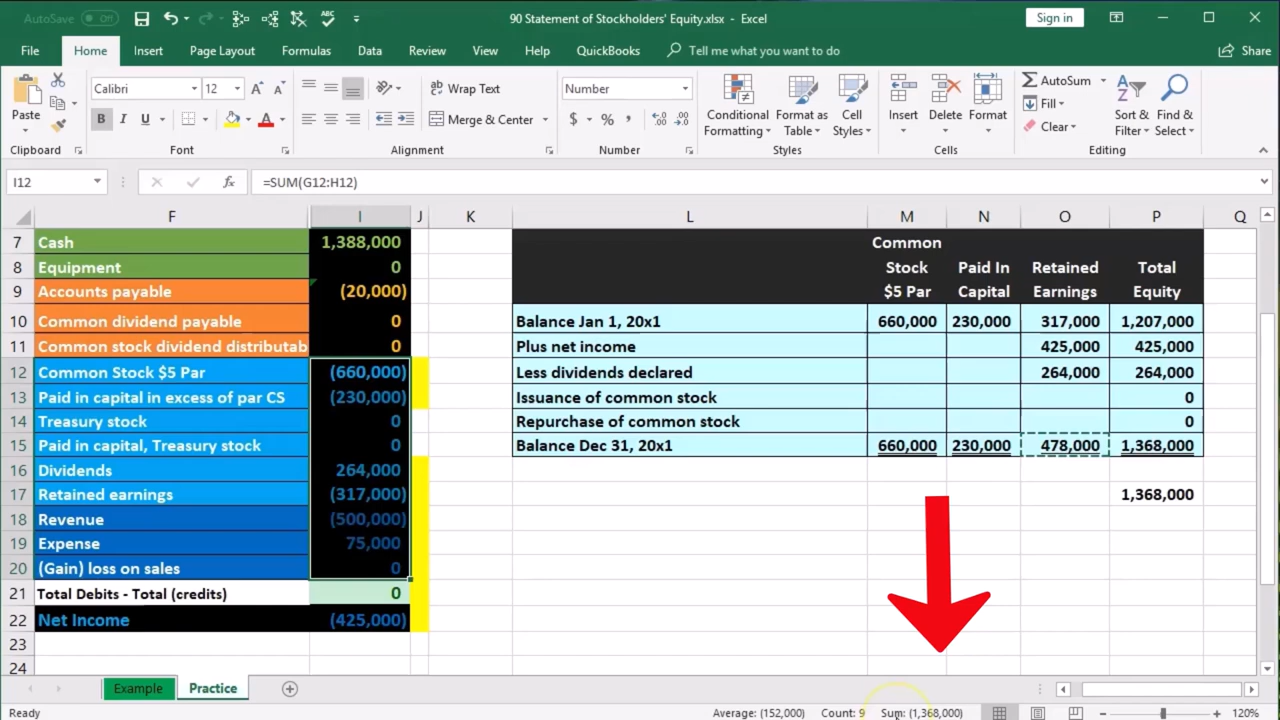 AutoSave Off
90 Statement of Stockholders' Equity.xlsx - Excel
Sign in
File Home Insert Page Layout Formulas Data Review View Help QuickBooks Tell me what you want to do Share
Paste
Clipboard
Calibri 12
B I U
Font
Wrap Text
Merge & Center
Alignment
Number
$ % ,
Number
Conditional Formatting
Format as Table
Cell Styles
Styles
Insert Delete Format
Cells
AutoSum
Fill
Clear
Sort & Filter
Find & Select
Editing
I12 fx =SUM(G12:H12)
F I J K L M N O P Q
7 Cash 1,388,000 Common
8 Equipment 0 Stock Paid In Retained Total
9 Accounts payable (20,000) $5 Par Capital Earnings Equity
10 Common dividend payable 0 Balance Jan 1, 20x1 660,000 230,000 317,000 1,207,000
11 Common stock dividend distributab 0 Plus net income 425,000 425,000
12 Common Stock $5 Par (660,000) Less dividends declared 264,000 264,000
13 Paid in capital in excess of par CS (230,000) Issuance of common stock 0
14 Treasury stock 0 Repurchase of common stock 0
15 Paid in capital, Treasury stock 0 Balance Dec 31, 20x1 660,000 230,000 478,000 1,368,000
16 Dividends 264,000
17 Retained earnings (317,000) 1,368,000
18 Revenue (500,000)
19 Expense 75,000
20 (Gain) loss on sales 0
21 Total Debits - Total (credits) 0
22 Net Income (425,000)
23
24
Example Practice
Ready Average: (152,000) Count: 9 Sum: (1,368,000) 120%